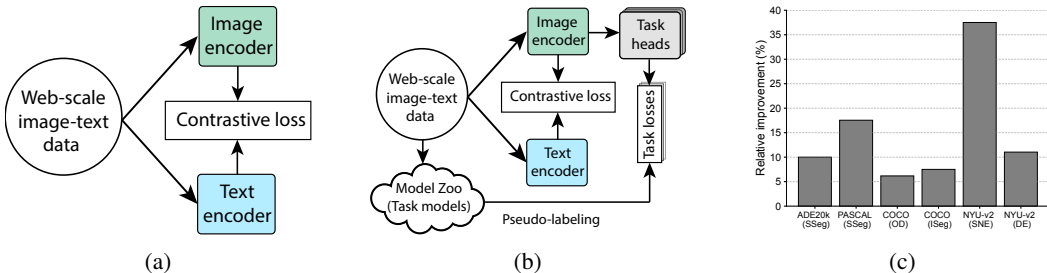 Web-scale
image-text
data
Image
encoder
Contrastive loss
Text
encoder
(a)
Web-scale
image-text
data
Image
encoder
Task
heads
Contrastive loss
Task losses
Text
encoder
Model Zoo
(Task models)
Pseudo-labeling
(b)
Relative improvement (%)
40
35
30
25
20
15
10
5
0
ADE20k PASCAL COCO COCO NYU-v2 NYU-v2
(SSeg) (SSeg) (OD) (ISeg) (SNE) (DE)
(c)